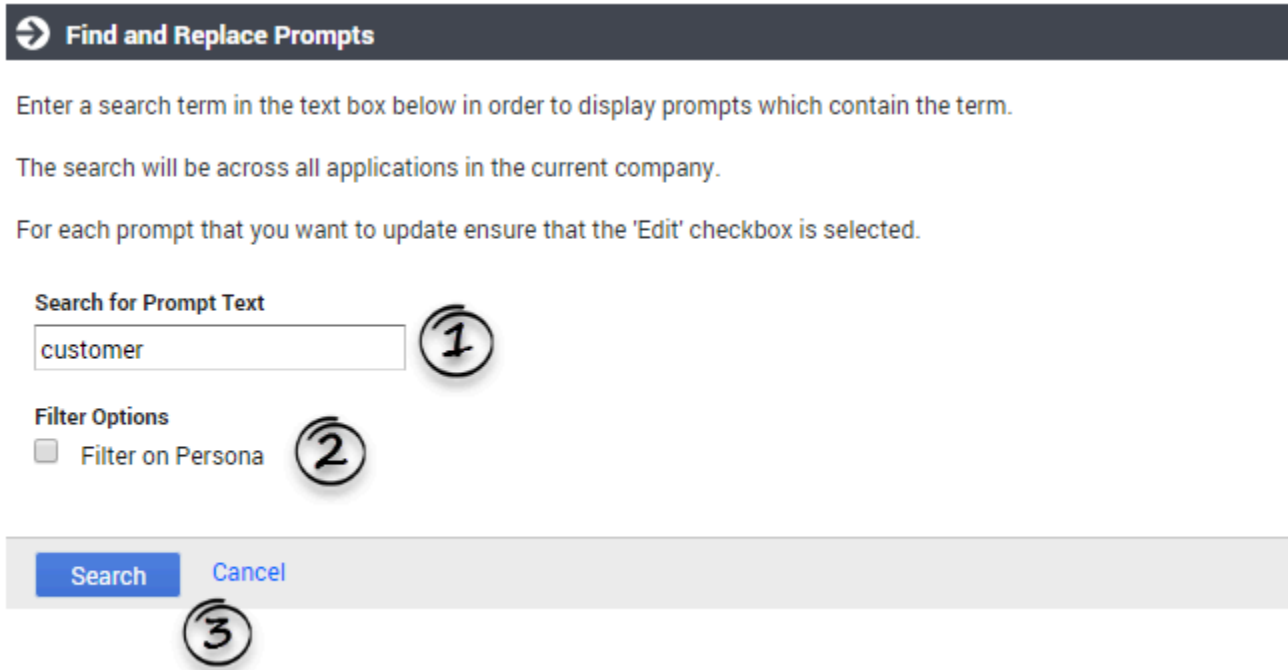 Find and Replace Prompts
Enter a search term in the text box below in order to display prompts which contain the term.
The search will be across all applications in the current company.
For each prompt that you want to update ensure that the 'Edit' checkbox is selected.
Search for Prompt Text
customer
1
Filter Options
Filter on Persona
2
Search Cancel
3